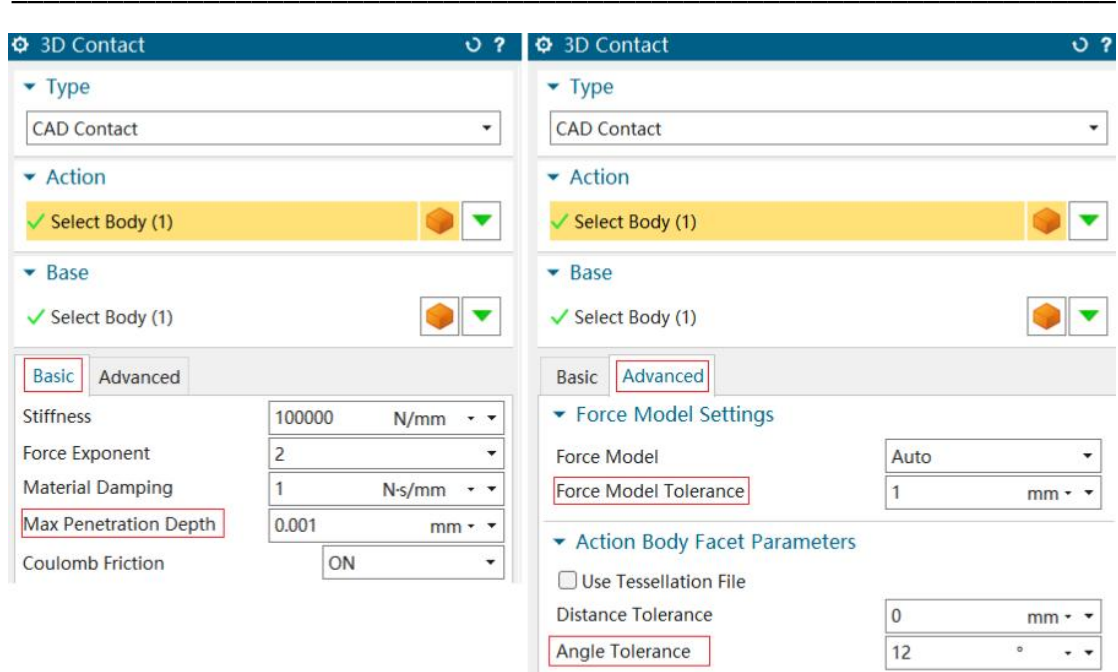 3D Contact ?
Type
CAD Contact
Action
Select Body (1)
Base
Select Body (1)
Basic Advanced
Stiffness 100000 N/mm
Force Exponent 2
Material Damping 1 N·s/mm
Max Penetration Depth 0.001 mm
Coulomb Friction ON
3D Contact ?
Type
CAD Contact
Action
Select Body (1)
Base
Select Body (1)
Basic Advanced
Force Model Settings
Force Model Auto
Force Model Tolerance 1 mm
Action Body Facet Parameters
Use Tessellation File
Distance Tolerance 0 mm
Angle Tolerance 12 °